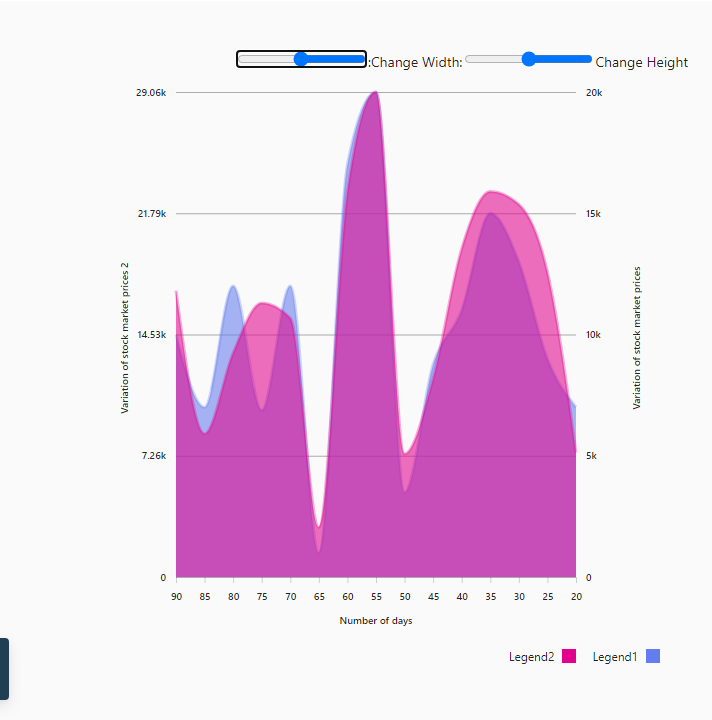 :Change Width:
Change Height
29.06k
21.79k
14.53k
7.26k
0
Variation of stock market prices 2
20k
15k
10k
5k
0
Variation of stock market prices
90 85 80 75 70 65 60 55 50 45 40 35 30 25 20
Number of days
Legend2 Legend1